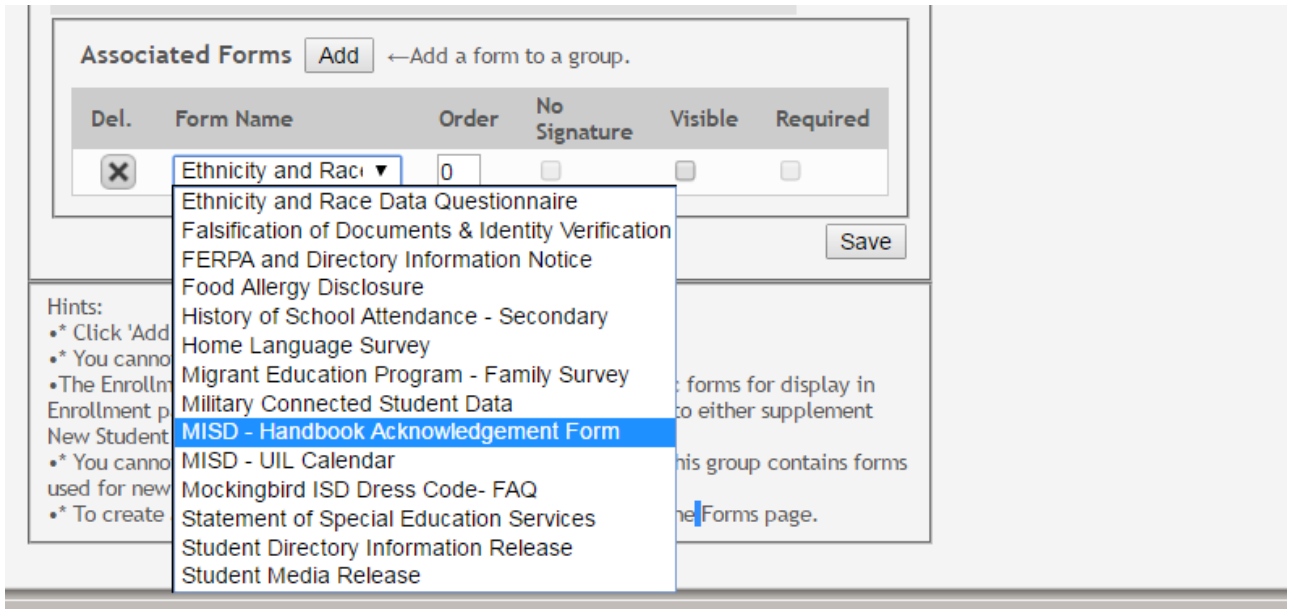 Associated Forms Add ←Add a form to a group.
Del. Form Name Order No Signature Visible Required
Ethnicity and Rac ▼ 0
Ethnicity and Race Data Questionnaire
Falsification of Documents & Identity Verification
FERPA and Directory Information Notice
Food Allergy Disclosure
History of School Attendance - Secondary
Home Language Survey
Migrant Education Program - Family Survey
Military Connected Student Data
MISD - Handbook Acknowledgement Form
MISD - UIL Calendar
Mockingbird ISD Dress Code- FAQ
Statement of Special Education Services
Student Directory Information Release
Student Media Release
Save
Hints:
•* Click 'Add
•* You
•The forms for display in
Enrollment to either supplement
New Student
•* You group contains forms
used for new
•* To create Forms page.